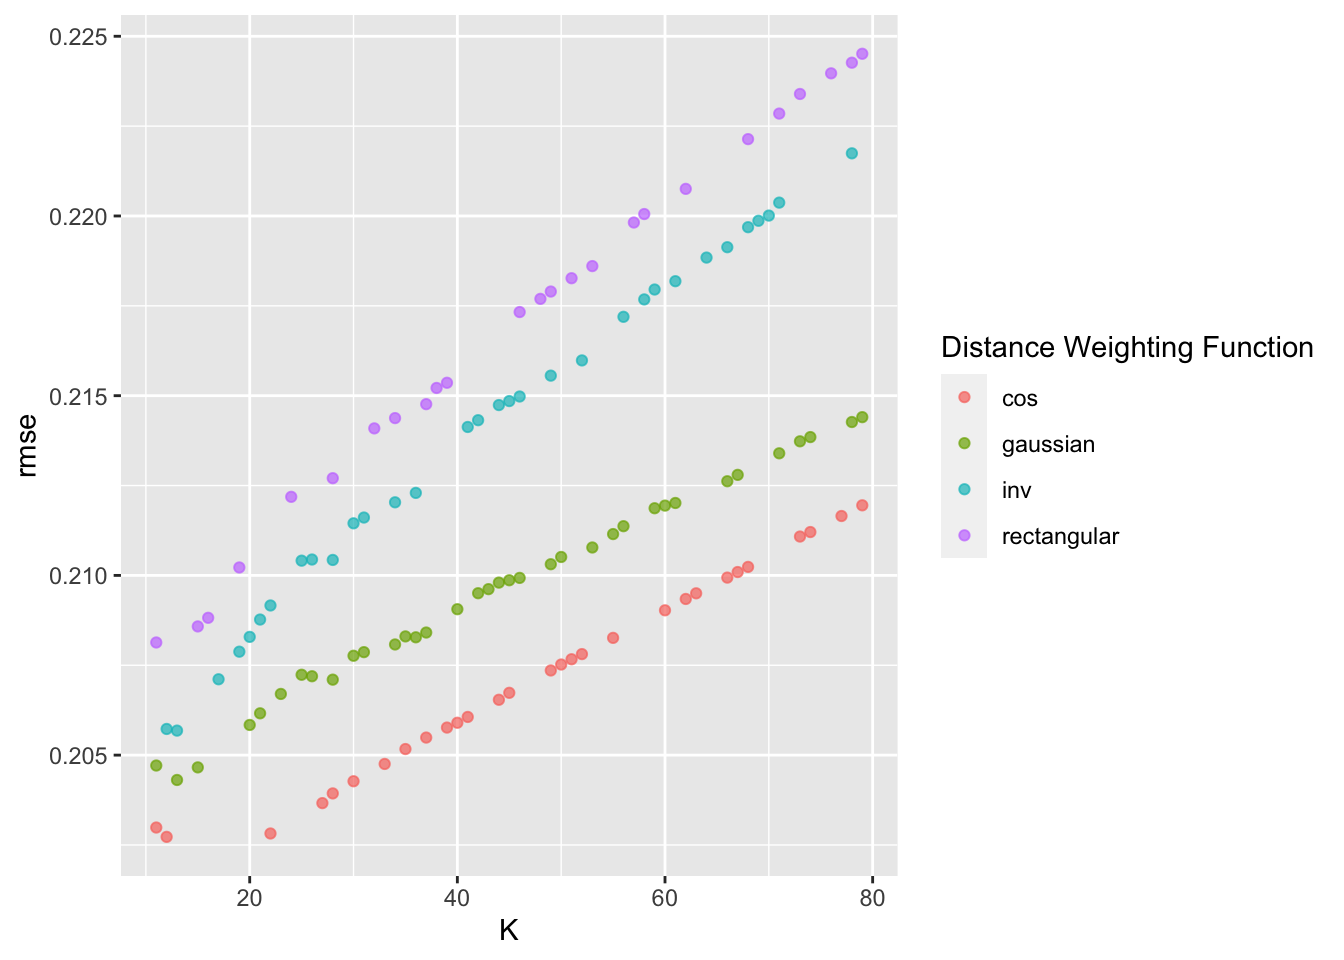 0.225
0.220
0.215
0.210
0.205
rmse
20 40 60 80
K
Distance Weighting Function
cos
gaussian
inv
rectangular